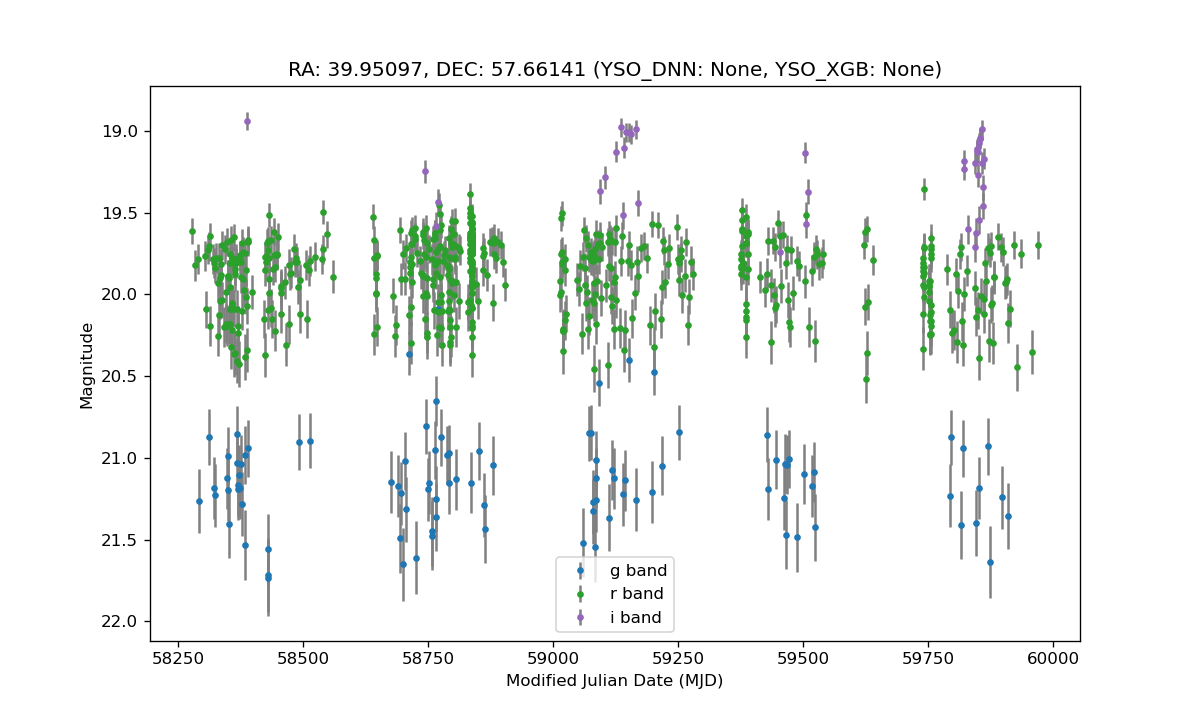 RA: 39.95097, DEC: 57.66141 (YSO_DNN: None, YSO_XGB: None)
19.0
19.5
20.0
20.5
21.0
21.5
22.0
Magnitude
g band
r band
i band
58250 58500 58750 59000 59250 59500 59750 60000
Modified Julian Date (MJD)